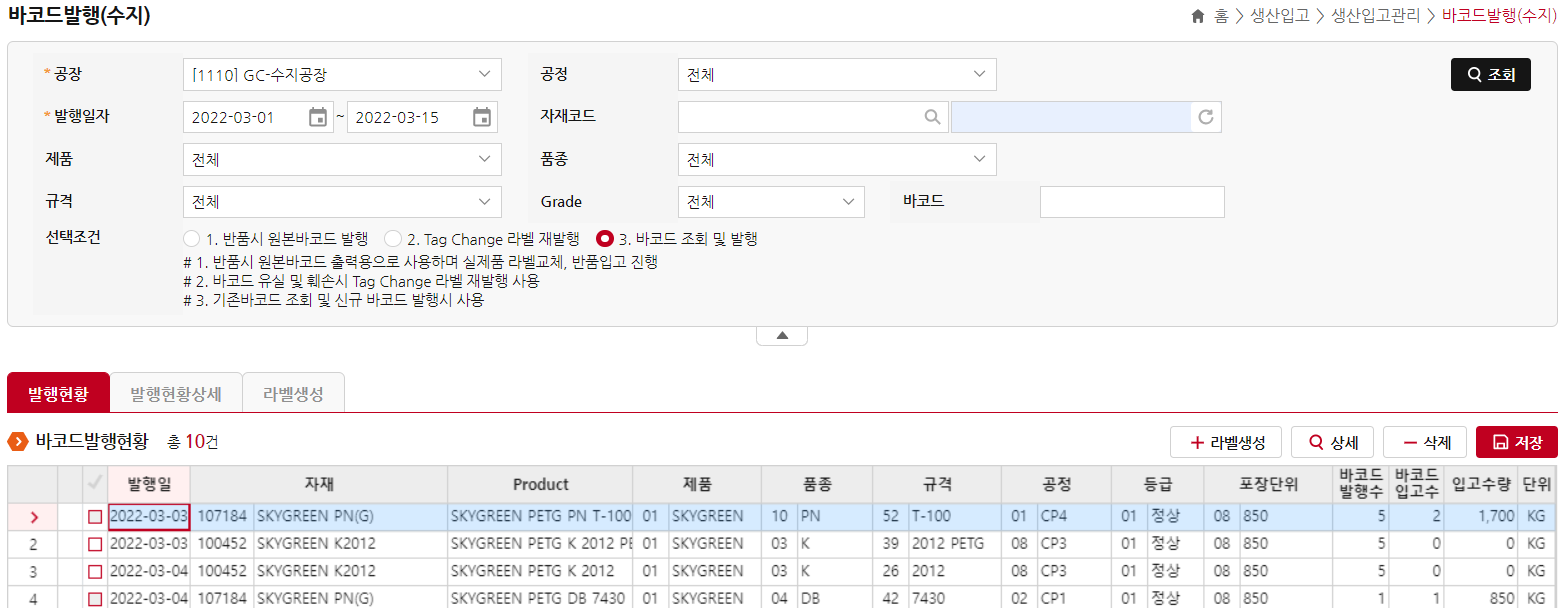 바코드발행(수지)
홈 > 생산입고 > 생산입고관리 > 바코드발행(수지)
* 공장 [1110] GC-수지공장 공정 전체 조회
* 발행일자 2022-03-01 ~ 2022-03-15 자재코드
제품 전체 품종 전체
규격 전체 Grade 전체 바코드
선택조건 1. 반품시 원본바코드 발행 2. Tag Change 라벨 재발행 3. 바코드 조회 및 발행
# 1. 반품시 원본바코드 출력용으로 사용하며 실제품 라벨교체, 반품입고 진행
# 2. 바코드 유실 및 훼손시 Tag Change 라벨 재발행 사용
# 3. 기존바코드 조회 및 신규 바코드 발행시 사용
발행현황 발행현황상세 라벨생성
바코드발행현황 총 10건 + 라벨생성 상세 − 삭제 저장
발행일 자재 Product 제품 품종 규격 공정 등급 포장단위 바코드 발행수 바코드 입고수 입고수량 단위
2022-03-03 107184 SKYGREEN PN(G) SKYGREEN PETG PN T-100 01 SKYGREEN 10 PN 52 T-100 01 CP4 01 정상 08 850 5 2 1,700 KG
2 2022-03-03 100452 SKYGREEN K2012 SKYGREEN PETG K 2012 01 SKYGREEN 03 K 39 2012 PETG 08 CP3 01 정상 08 850 5 0 0 KG
3 2022-03-04 100452 SKYGREEN K2012 SKYGREEN PETG K 2012 01 SKYGREEN 03 K 26 2012 08 CP3 01 정상 08 850 5 0 0 KG
4 2022-03-04 107184 SKYGREEN PN(G) SKYGREEN PETG DB 7430 01 SKYGREEN 04 DB 42 7430 02 CP1 01 정상 08 850 1 1 850 KG